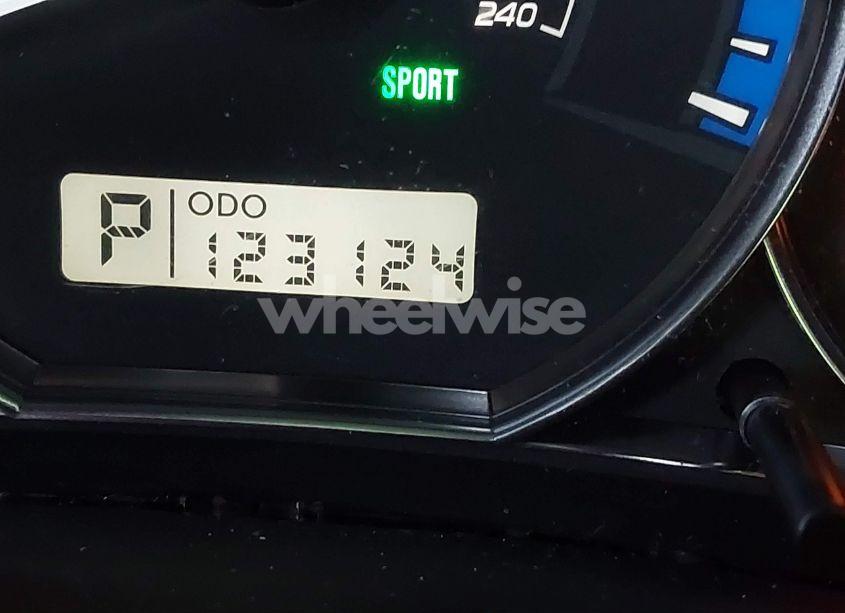 240
SPORT
P ODO
123124
wheelwise